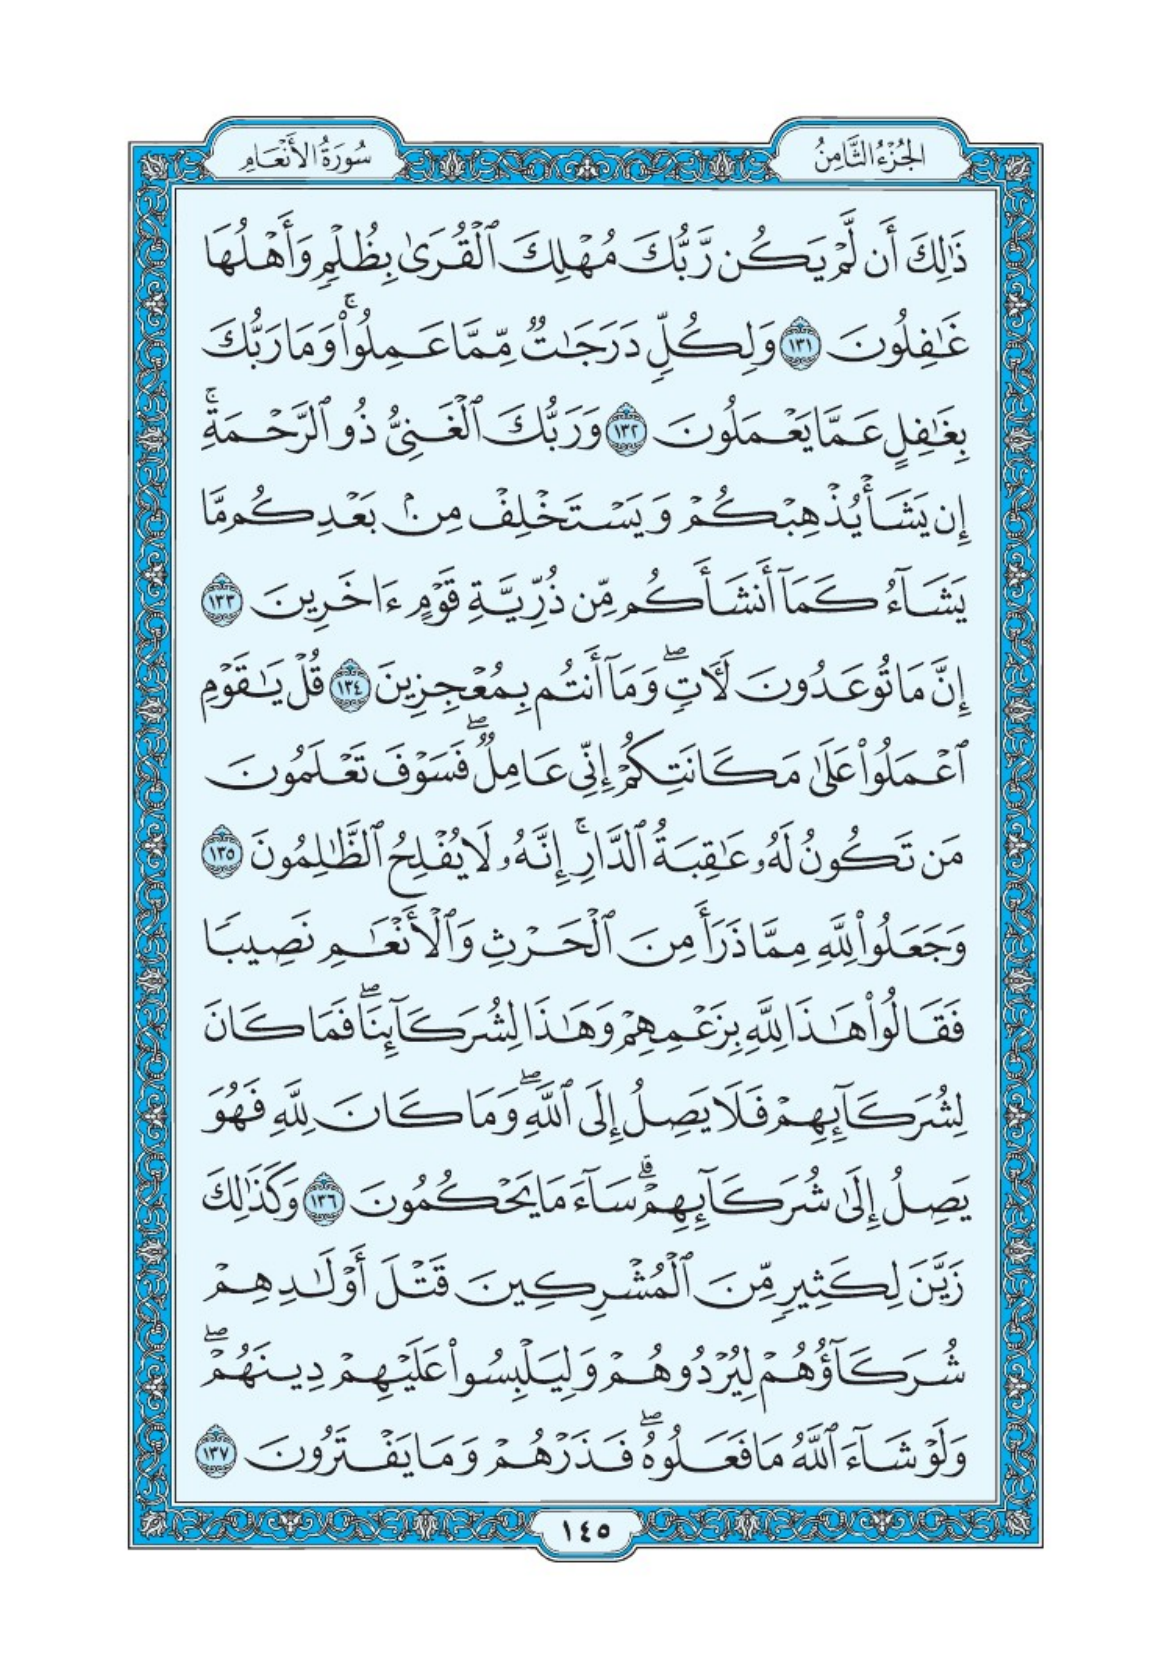 الجُزْءُ الثَّامِنُ
سُورَةُ الأَنْعَامِ
ذَٰلِكَ أَن لَّمْ يَكُن رَّبُّكَ مُهْلِكَ ٱلْقُرَىٰ بِظُلْمٍ وَأَهْلُهَا
غَٰفِلُونَ ١٣١ وَلِكُلٍّ دَرَجَٰتٌ مِّمَّا عَمِلُوا۟ ۚ وَمَا رَبُّكَ
بِغَٰفِلٍ عَمَّا يَعْمَلُونَ ١٣٢ وَرَبُّكَ ٱلْغَنِىُّ ذُو ٱلرَّحْمَةِ ۚ
إِن يَشَأْ يُذْهِبْكُمْ وَيَسْتَخْلِفْ مِنۢ بَعْدِكُم مَّا
يَشَآءُ كَمَآ أَنشَأَكُم مِّن ذُرِّيَّةِ قَوْمٍ ءَاخَرِينَ ١٣٣
إِنَّ مَا تُوعَدُونَ لَءَاتٍ ۖ وَمَآ أَنتُم بِمُعْجِزِينَ ١٣٤ قُلْ يَٰقَوْمِ
ٱعْمَلُوا۟ عَلَىٰ مَكَانَتِكُمْ إِنِّى عَامِلٌ ۖ فَسَوْفَ تَعْلَمُونَ
مَن تَكُونُ لَهُۥ عَٰقِبَةُ ٱلدَّارِ ۚ إِنَّهُۥ لَا يُفْلِحُ ٱلظَّٰلِمُونَ ١٣٥
وَجَعَلُوا۟ لِلَّهِ مِمَّا ذَرَأَ مِنَ ٱلْحَرْثِ وَٱلْأَنْعَٰمِ نَصِيبًا
فَقَالُوا۟ هَٰذَا لِلَّهِ بِزَعْمِهِمْ وَهَٰذَا لِشُرَكَآئِنَا ۖ فَمَا كَانَ
لِشُرَكَآئِهِمْ فَلَا يَصِلُ إِلَى ٱللَّهِ ۖ وَمَا كَانَ لِلَّهِ فَهُوَ
يَصِلُ إِلَىٰ شُرَكَآئِهِمْ ۗ سَآءَ مَا يَحْكُمُونَ ١٣٦ وَكَذَٰلِكَ
زَيَّنَ لِكَثِيرٍ مِّنَ ٱلْمُشْرِكِينَ قَتْلَ أَوْلَٰدِهِمْ
شُرَكَآؤُهُمْ لِيُرْدُوهُمْ وَلِيَلْبِسُوا۟ عَلَيْهِمْ دِينَهُمْ ۖ
وَلَوْ شَآءَ ٱللَّهُ مَا فَعَلُوهُ ۖ فَذَرْهُمْ وَمَا يَفْتَرُونَ ١٣٧
١٤٥